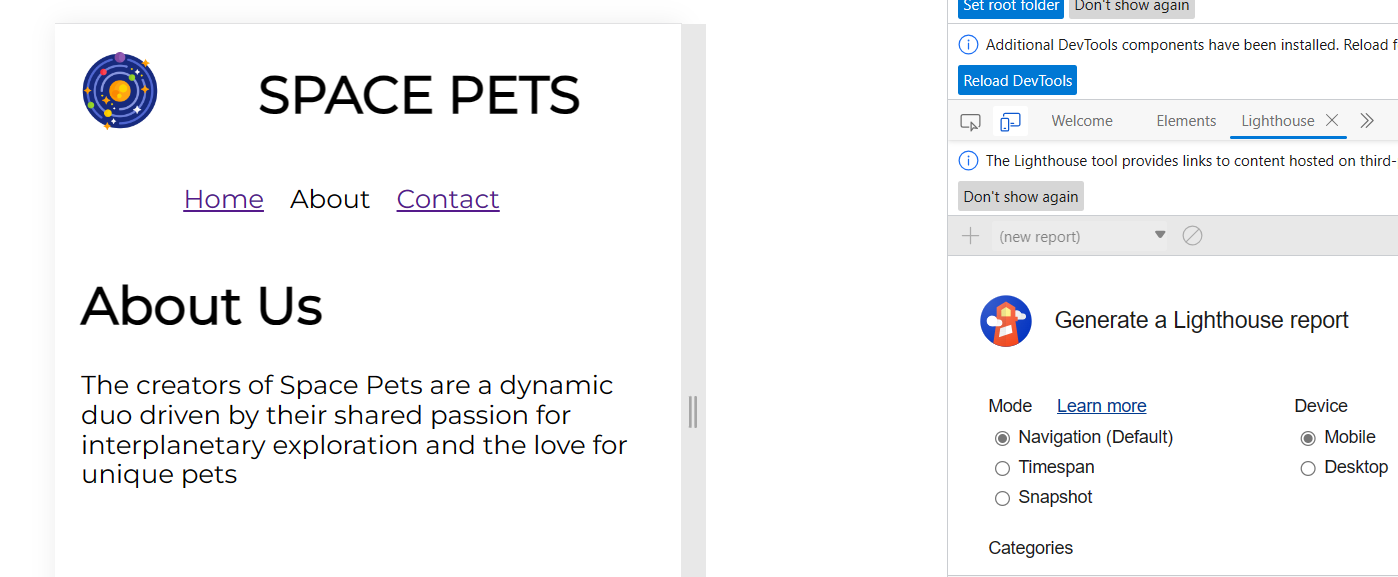 SPACE PETS
Home About Contact
About Us
The creators of Space Pets are a dynamic
duo driven by their shared passion for
interplanetary exploration and the love for
unique pets
Set root folder Don't show again
Additional DevTools components have been installed. Reload f
Reload DevTools
Welcome Elements Lighthouse
The Lighthouse tool provides links to content hosted on third-
Don't show again
(new report)
Generate a Lighthouse report
Mode Learn more Device
Navigation (Default) Mobile
Timespan Desktop
Snapshot
Categories